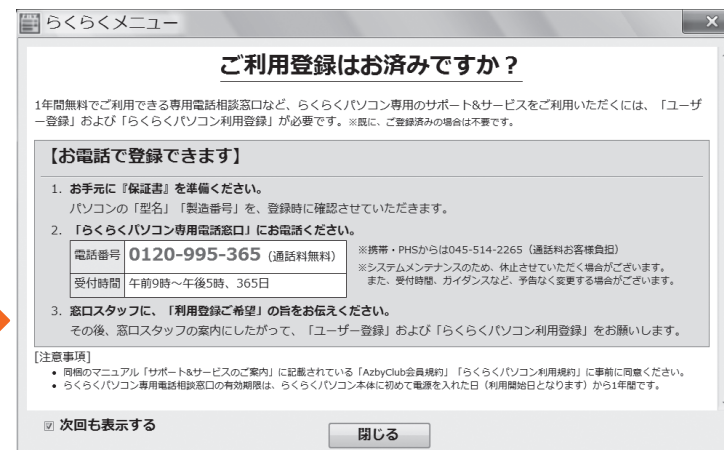 らくらくメニュー
ご利用登録はお済みですか？
1年間無料でご利用できる専用電話相談窓口など、らくらくパソコン専用のサポート&サービスをご利用いただくには、「ユーザ
ー登録」および「らくらくパソコン利用登録」が必要です。※既に、ご登録済みの場合は不要です。
【お電話で登録できます】
1. お手元に『保証書』を準備ください。
パソコンの「型名」「製造番号」を、登録時に確認させていただきます。
2. 「らくらくパソコン専用電話窓口」にお電話ください。
電話番号 0120-995-365（通話料無料）
受付時間 午前9時～午後5時、365日
※携帯・PHSからは045-514-2265（通話料お客様負担）
※システムメンテナンスのため、休止させていただく場合がございます。
また、受付時間、ガイダンスなど、予告なく変更する場合がございます。
3. 窓口スタッフに、「利用登録ご希望」の旨をお伝えください。
その後、窓口スタッフの案内にしたがって、「ユーザー登録」および「らくらくパソコン利用登録」をお願いします。
[注意事項]
• 同梱のマニュアル「サポート&サービスのご案内」に記載されている「AzbyClub会員規約」「らくらくパソコン利用規約」に事前に同意ください。
• らくらくパソコン専用電話相談窓口の有効期限は、らくらくパソコン本体に初めて電源を入れた日（利用開始日となります）から1年間です。
次回も表示する
閉じる